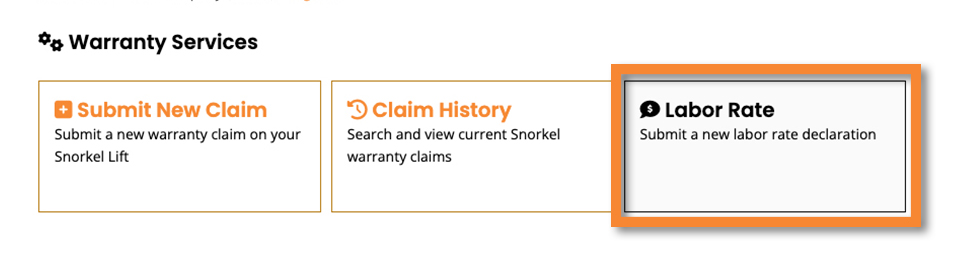 Warranty Services
Submit New Claim
Submit a new warranty claim on your
Snorkel Lift
Claim History
Search and view current Snorkel
warranty claims
$ Labor Rate
Submit a new labor rate declaration